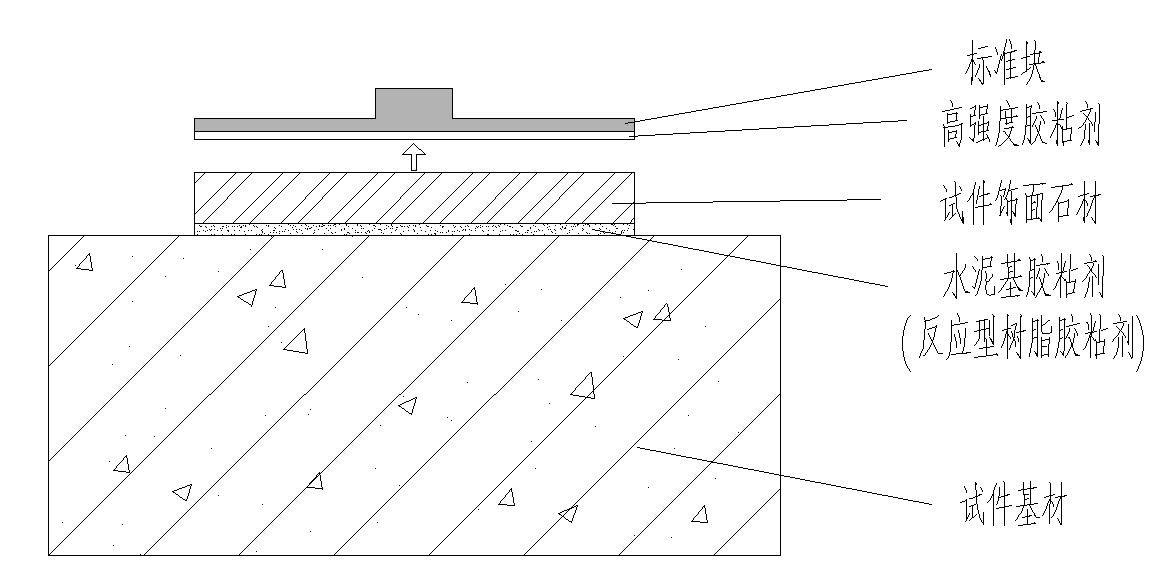 标准块
高强度胶粘剂
试件饰面石材
水泥基胶粘剂
(反应型树脂胶粘剂)
试件基材